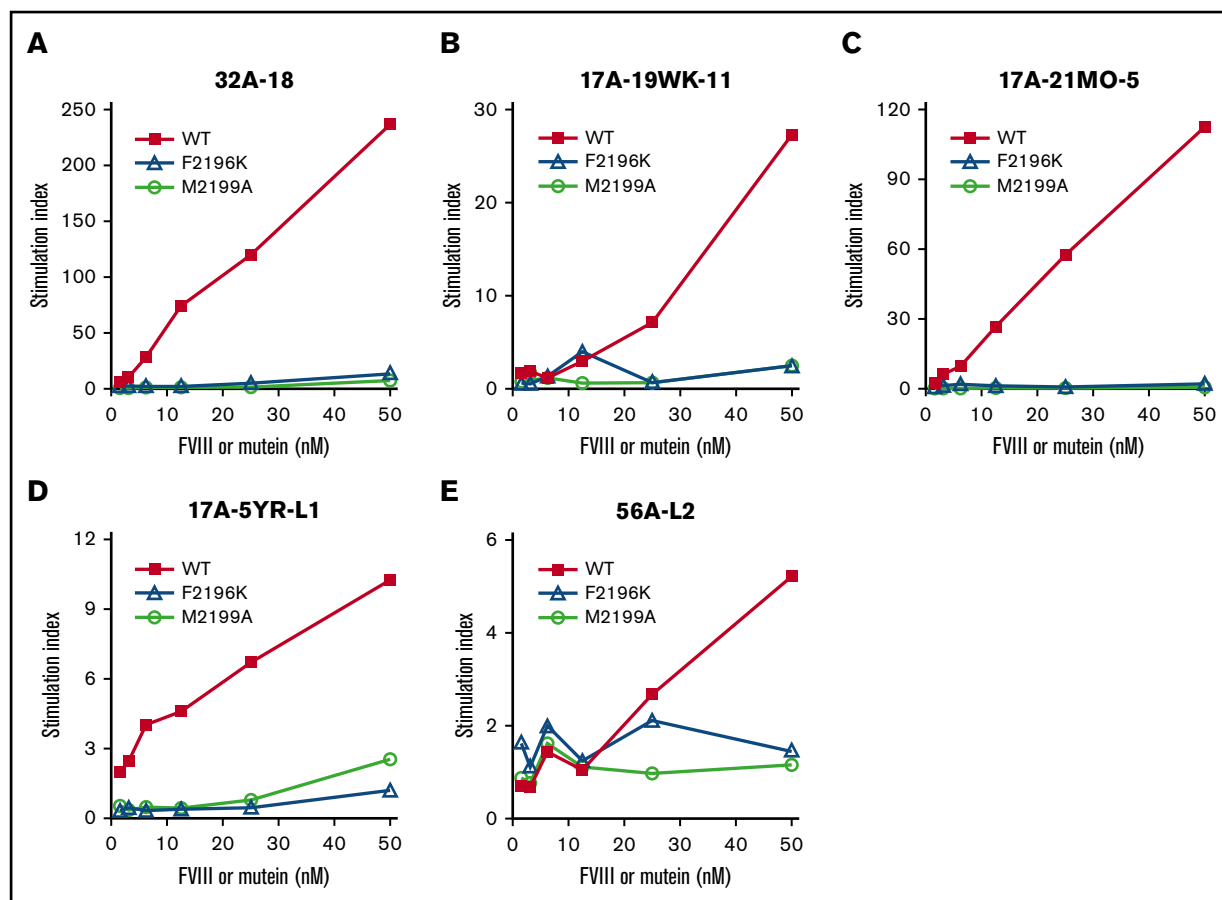 A
32A-18
Stimulation index
250
200
150
100
50
0
WT
F2196K
M2199A
0 10 20 30 40 50
FVIII or mutein (nM)
B
17A-19WK-11
Stimulation index
30
20
10
0
WT
F2196K
M2199A
0 10 20 30 40 50
FVIII or mutein (nM)
C
17A-21MO-5
Stimulation index
120
90
60
30
0
WT
F2196K
M2199A
0 10 20 30 40 50
FVIII or mutein (nM)
D
17A-5YR-L1
Stimulation index
12
9
6
3
0
WT
F2196K
M2199A
0 10 20 30 40 50
FVIII or mutein (nM)
E
56A-L2
Stimulation index
6
4
2
0
WT
F2196K
M2199A
0 10 20 30 40 50
FVIII or mutein (nM)